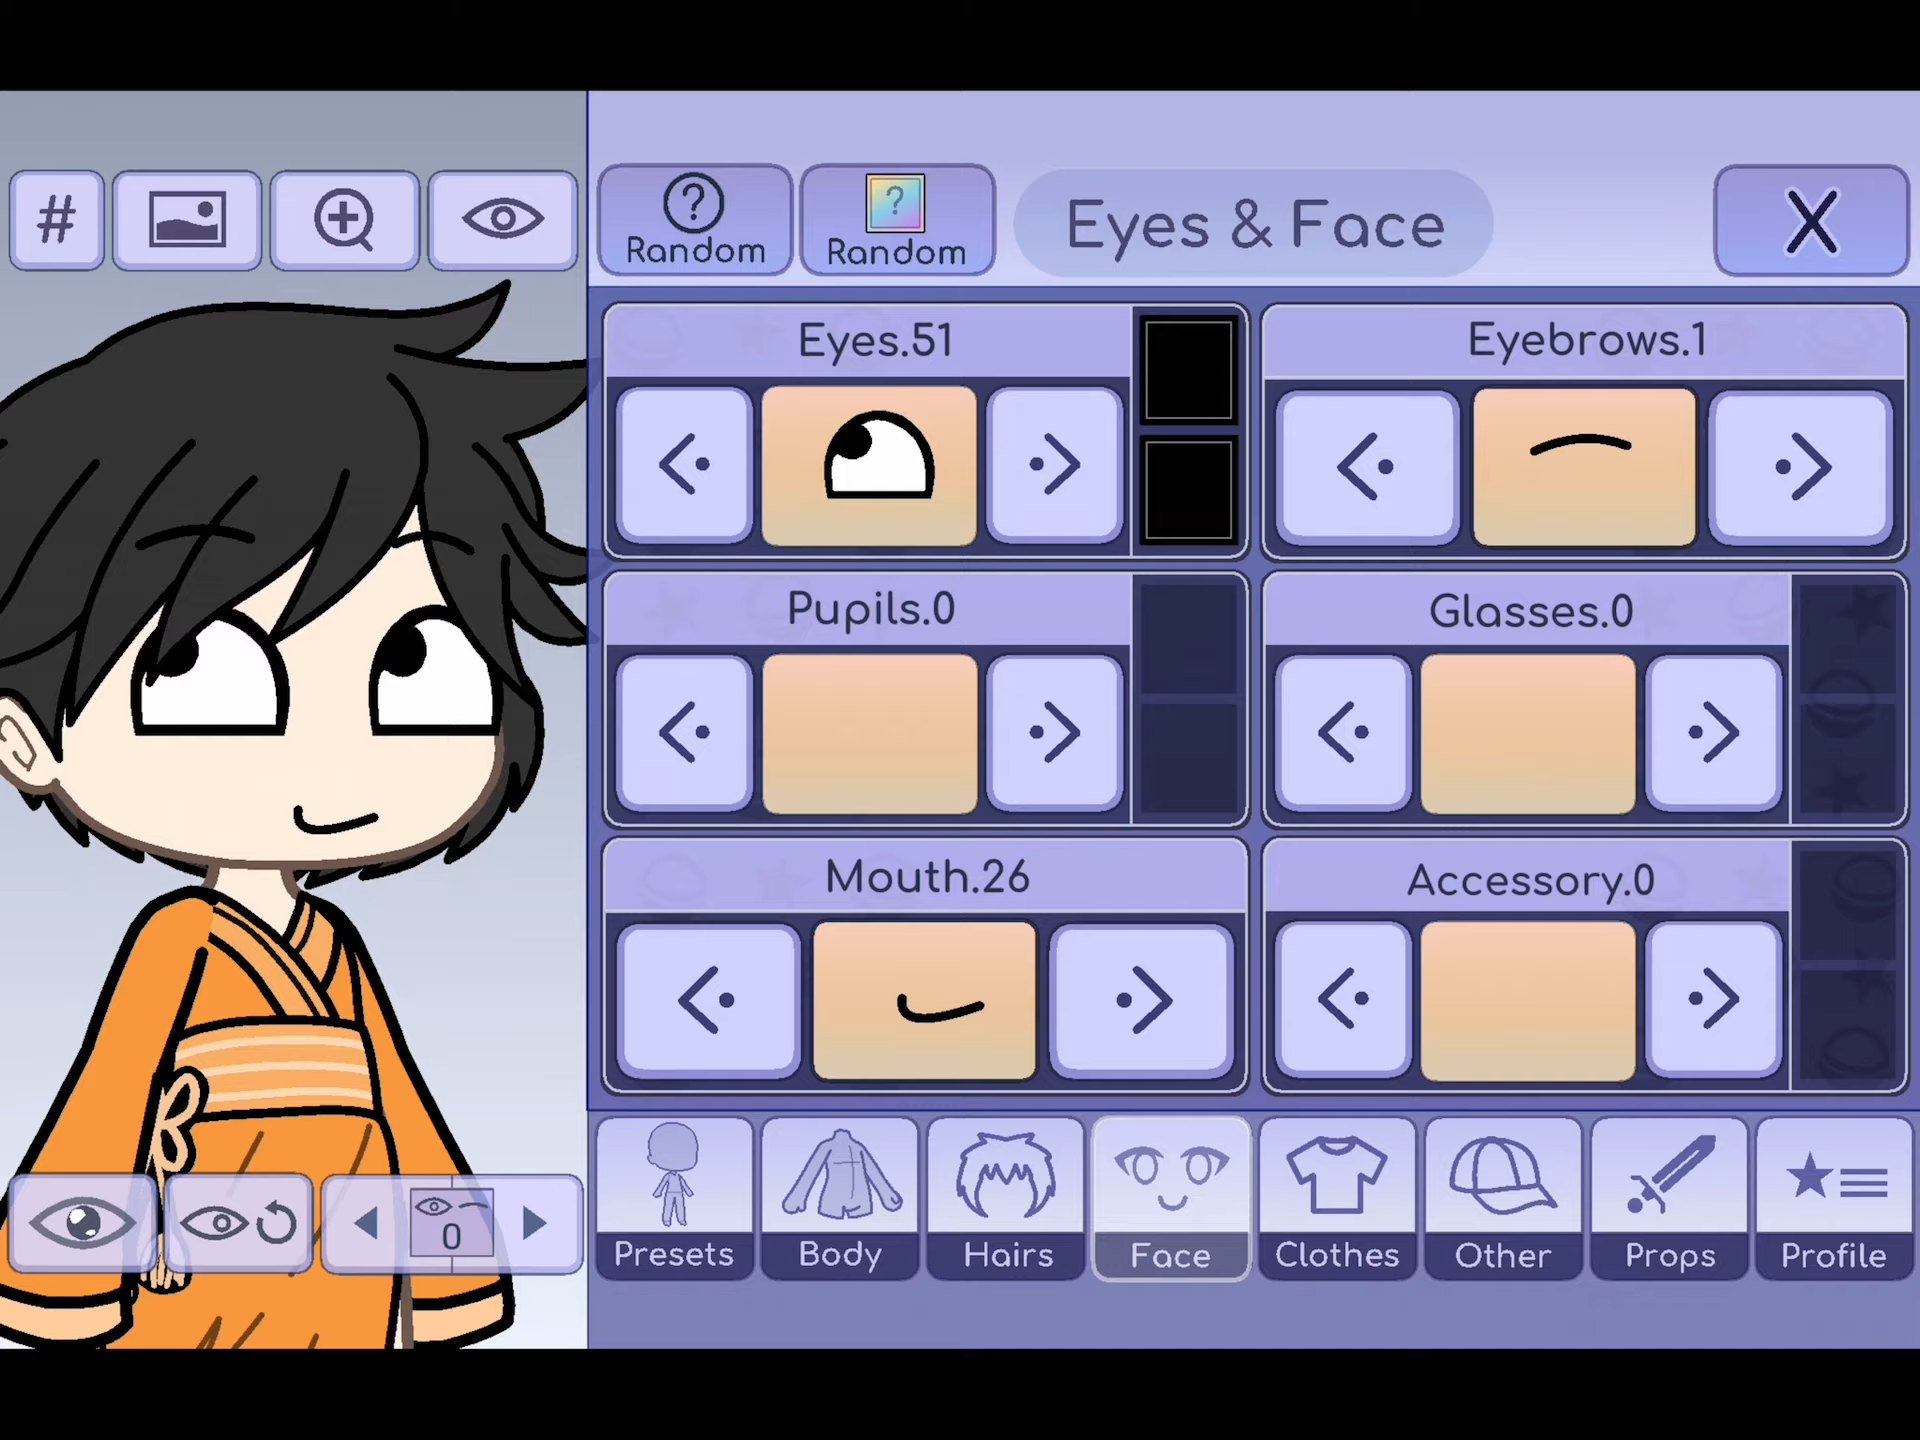 #
?
Random
?
Random
Eyes & Face
X
Eyes.51
Eyebrows.1
Pupils.0
Glasses.0
Mouth.26
Accessory.0
0
Presets
Body
Hairs
Face
Clothes
Other
Props
Profile